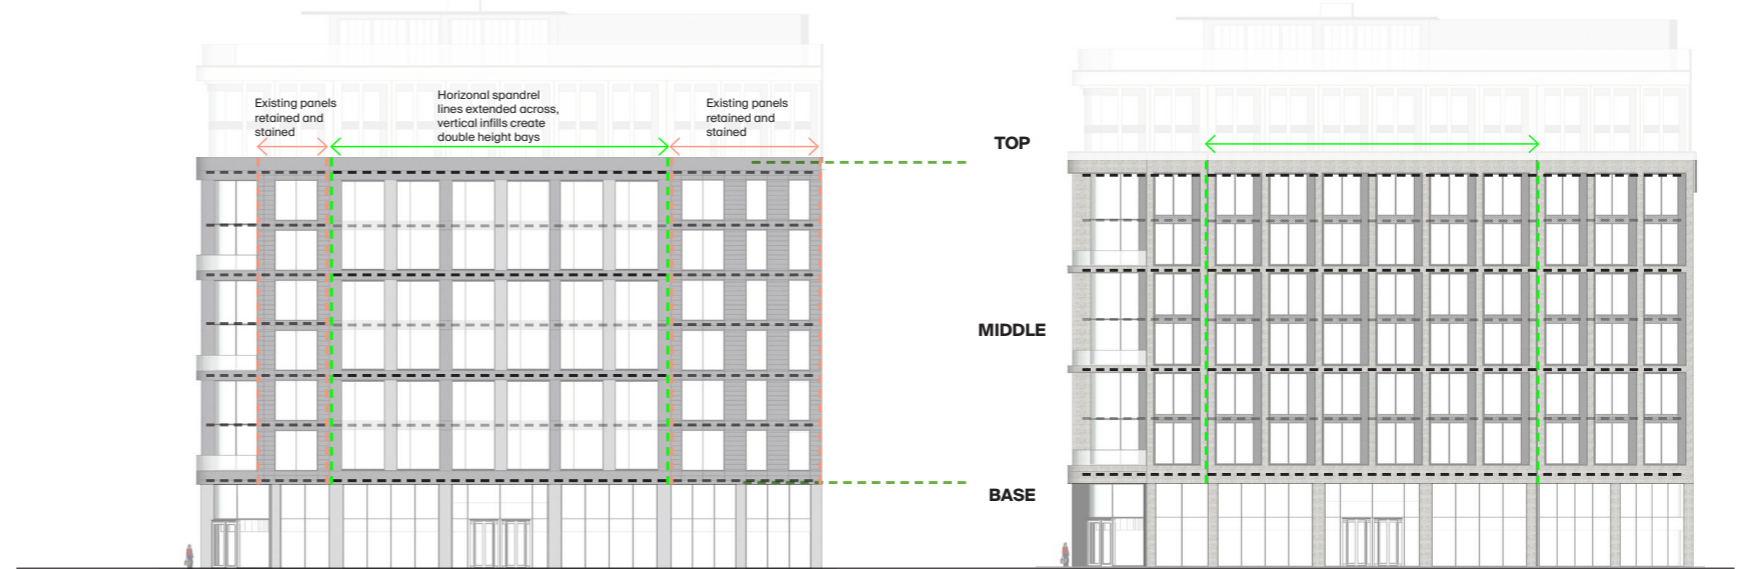 Existing panels
retained and
stained
Horizonal spandrel
lines extended across,
vertical infills create
double height bays
Existing panels
retained and
stained
TOP
MIDDLE
BASE